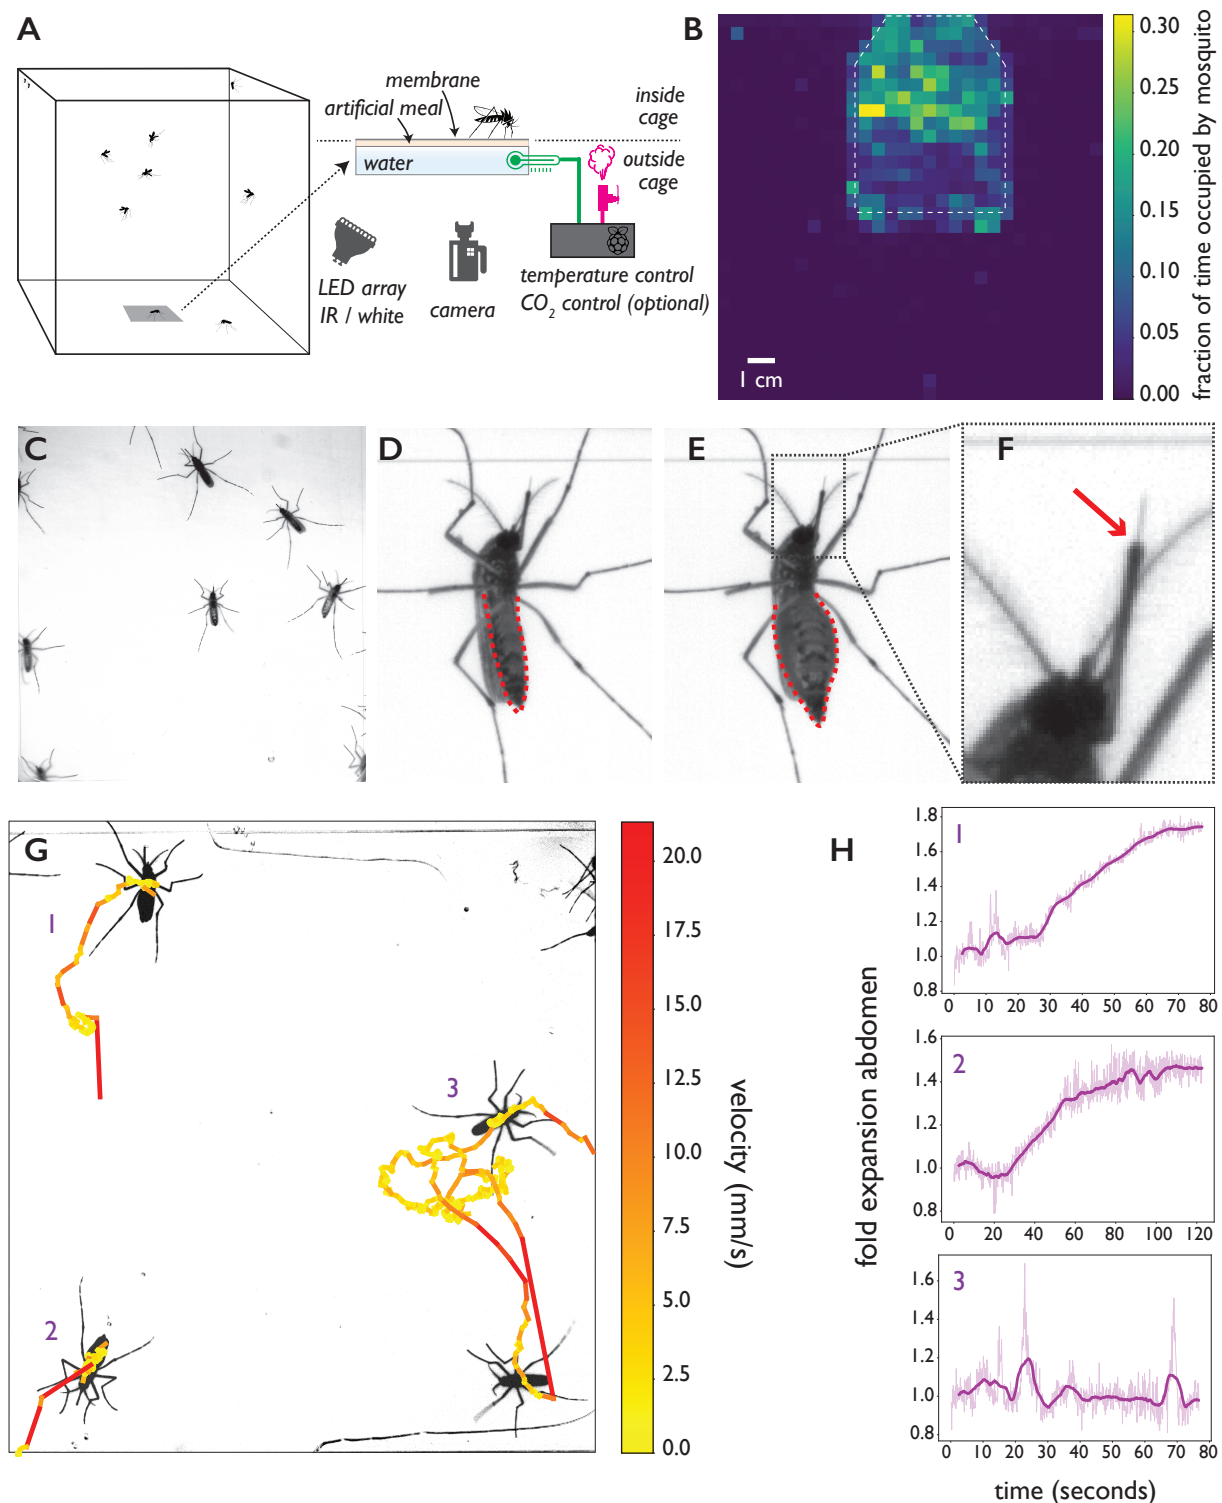 A
membrane
artificial meal
water
inside
cage
outside
cage
LED array
IR / white
camera
temperature control
CO2 control (optional)
B
1 cm
0.30
0.25
0.20
0.15
0.10
0.05
0.00
fraction of time occupied by mosquito
C
D
E
F
G
1
2
3
20.0
17.5
15.0
12.5
10.0
7.5
5.0
2.5
0.0
velocity (mm/s)
H
fold expansion abdomen
1
1.8
1.6
1.4
1.2
1.0
0.8
0 10 20 30 40 50 60 70 80
2
1.6
1.4
1.2
1.0
0.8
0 20 40 60 80 100 120
3
1.6
1.4
1.2
1.0
0.8
0 10 20 30 40 50 60 70 80
time (seconds)